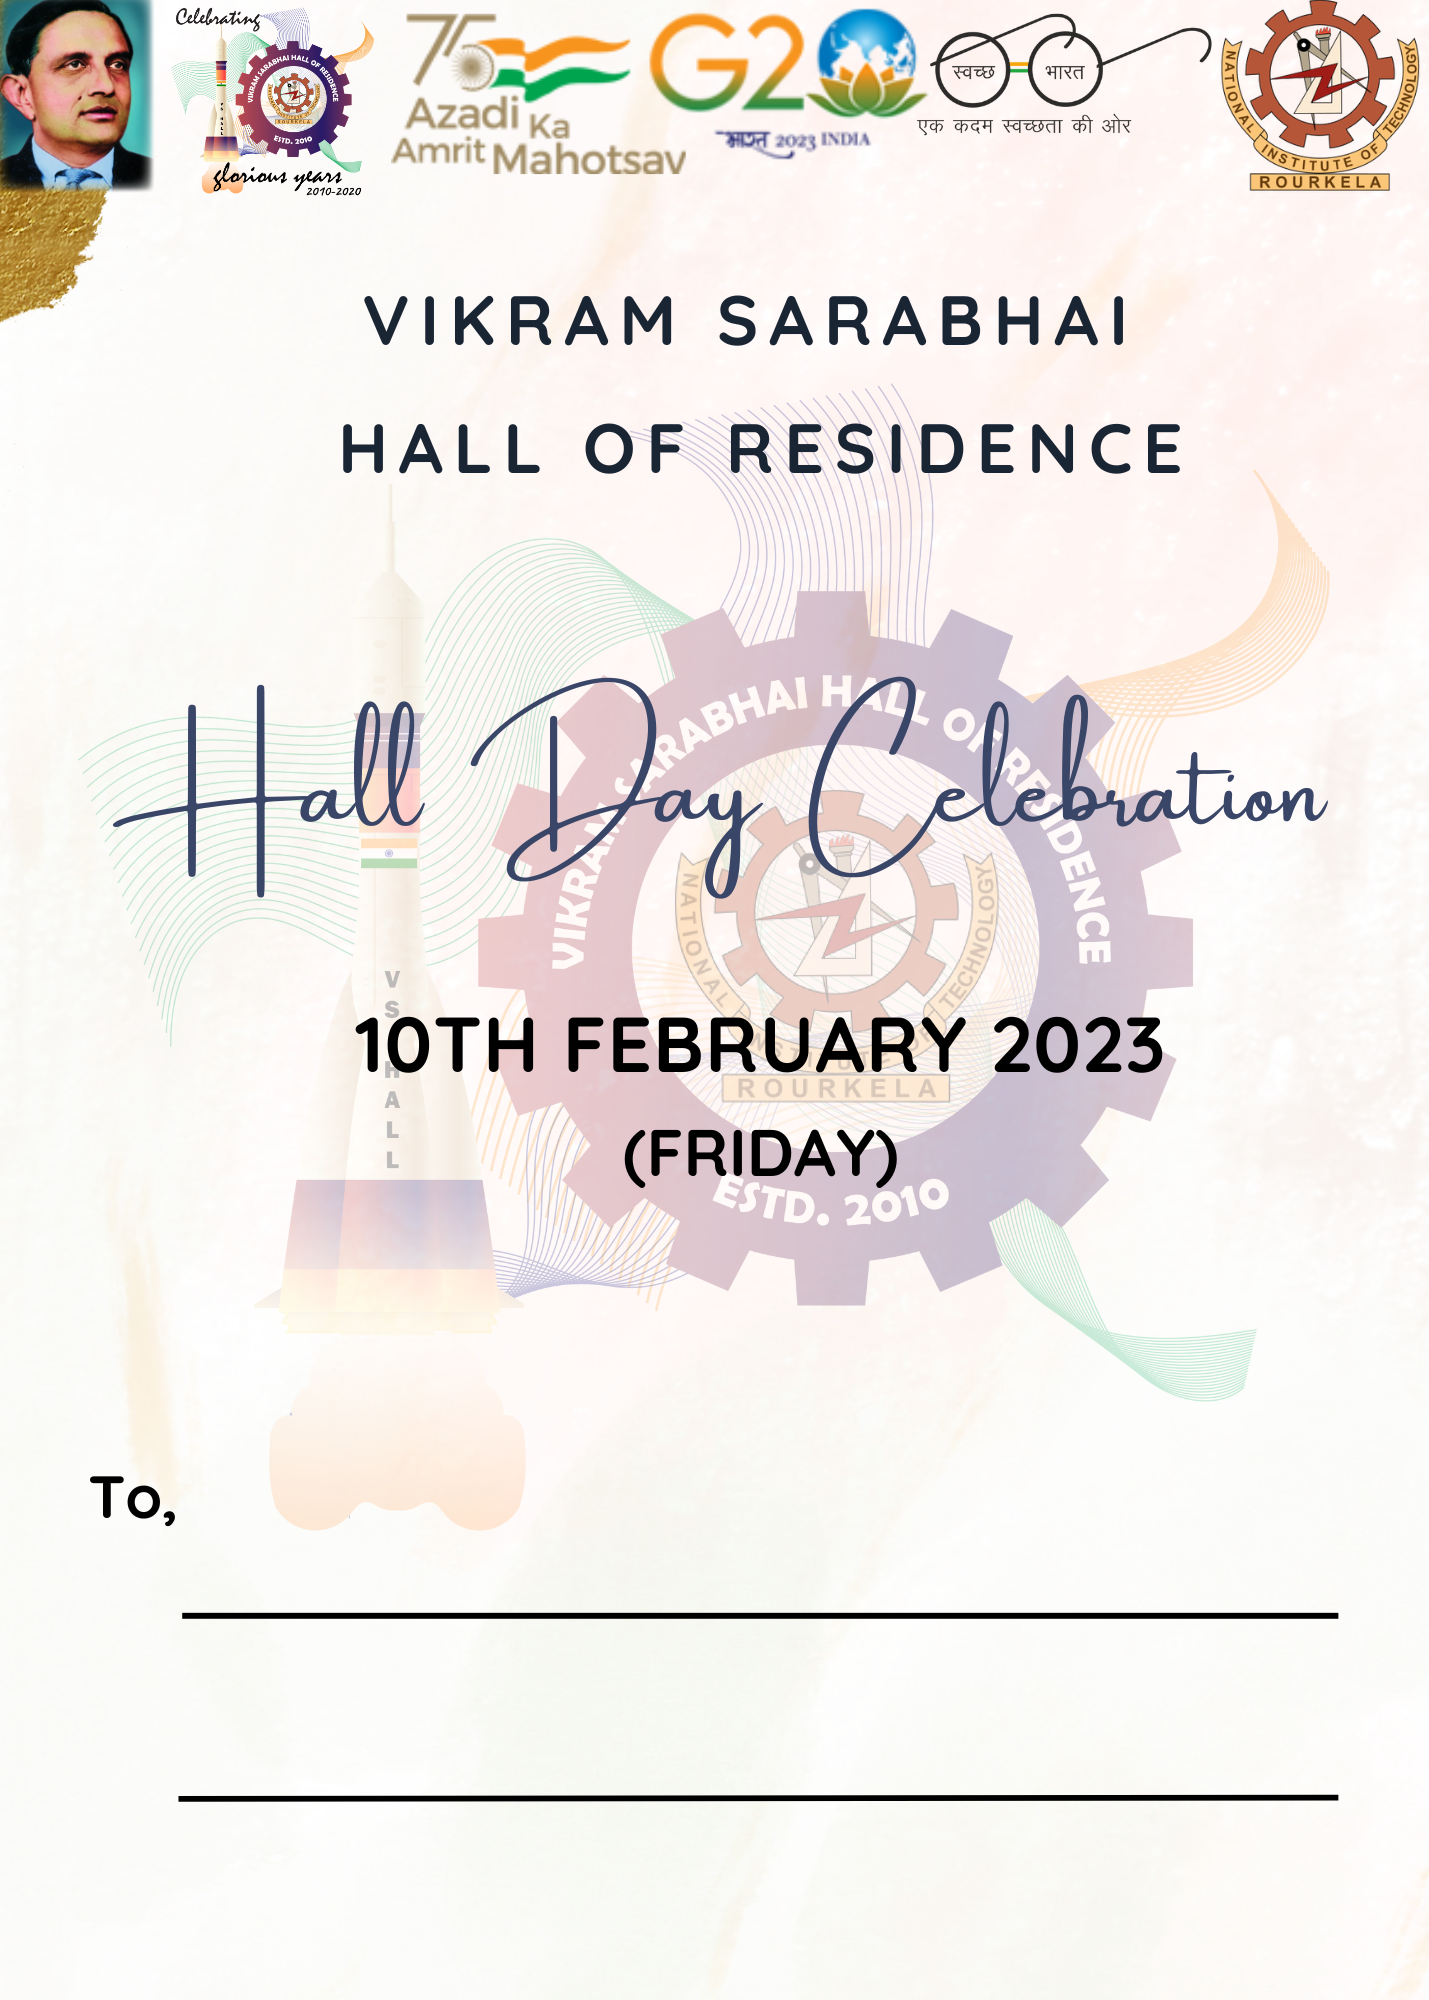 Celebrating
VIKRAM SARABHAI HALL OF RESIDENCE
ESTD. 2010
glorious years
2010-2020
75
Azadi Ka
Amrit Mahotsav
G20
भारत 2023 INDIA
स्वच्छ भारत
एक कदम स्वच्छता की ओर
NATIONAL INSTITUTE OF TECHNOLOGY
ROURKELA
VIKRAM SARABHAI
HALL OF RESIDENCE
Hall Day Celebration
VIKRAM SARABHAI HALL OF RESIDENCE
NATIONAL INSTITUTE OF TECHNOLOGY
ROURKELA
VS HALL
10TH FEBRUARY 2023
(FRIDAY)
ESTD. 2010
To,